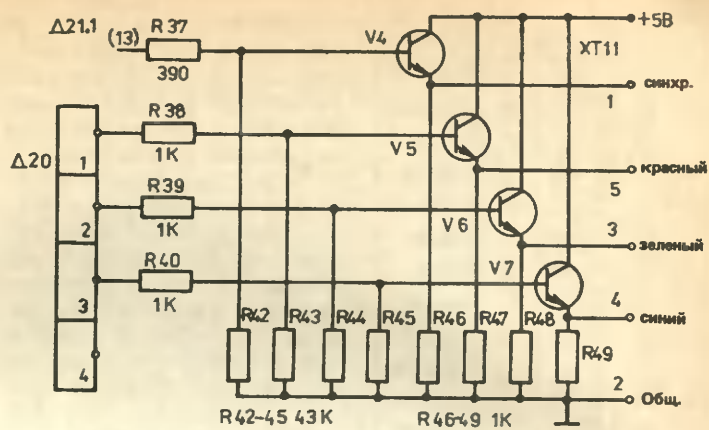 Δ21.1
(13)
R37
390
V4
+5В
XT11
синхр.
1
Δ20
1
2
3
4
R38
1K
V5
красный
5
R39
1K
V6
3
зеленый
R40
1K
V7
4
синий
R42 R43 R44 R45 R46 R47 R48
R49
2
Общ.
R42-45 43K
R46-49 1K